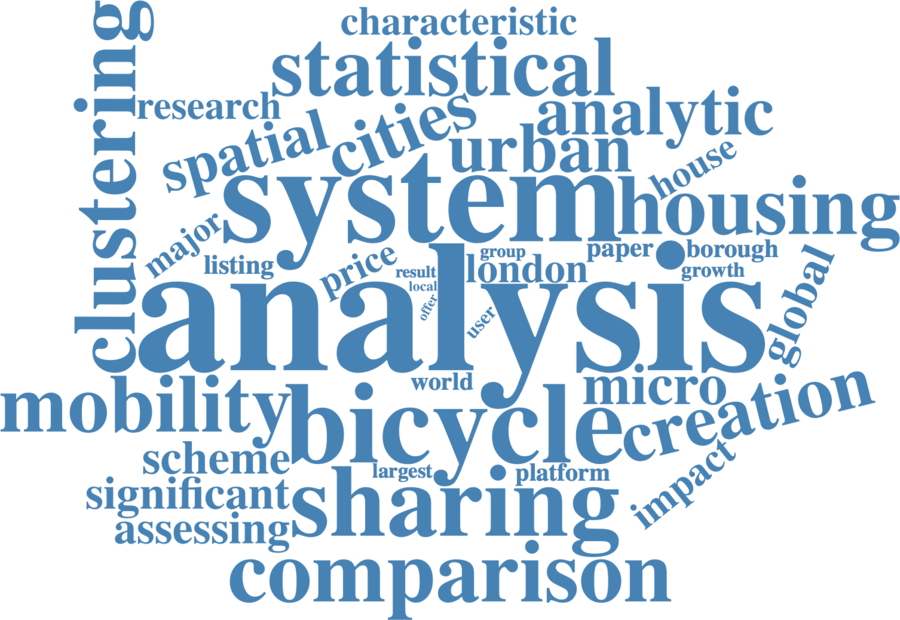 characteristic
statistical
clustering
research
analytic
cities
spatial
urban
house
system
housing
major
group
paper
borough
listing
price
london
result
growth
local
global
offer
user
analysis
world
micro
mobility
bicycle
creation
scheme
largest
platform
impact
significant
sharing
assessing
comparison